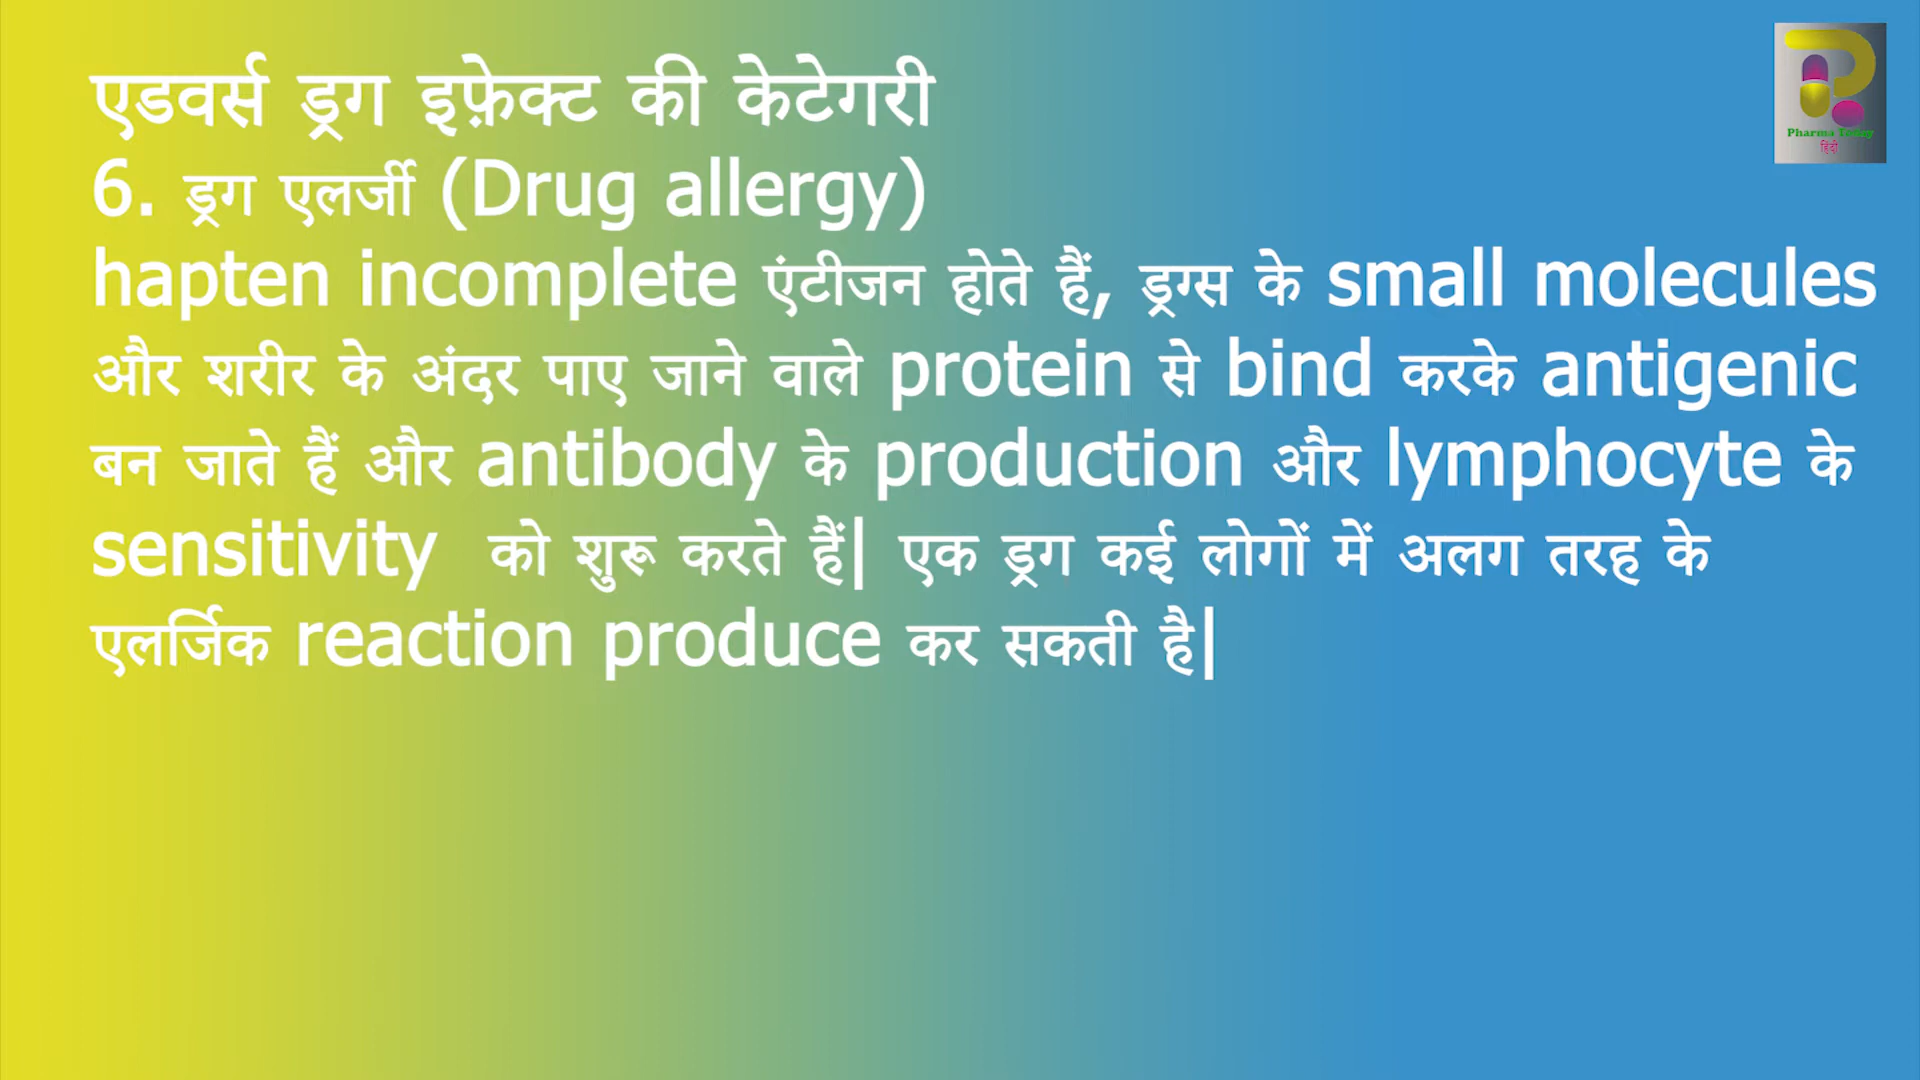 एडवर्स ड्रग इफ़ेक्ट की केटेगरी
6. ड्रग एलर्जी (Drug allergy)
hapten incomplete एंटीजन होते हैं, ड्रग्स के small molecules
और शरीर के अंदर पाए जाने वाले protein से bind करके antigenic
बन जाते हैं और antibody के production और lymphocyte के
sensitivity को शुरू करते हैं| एक ड्रग कई लोगों में अलग तरह के
एलर्जिक reaction produce कर सकती है|
Pharma Today
हिंदी